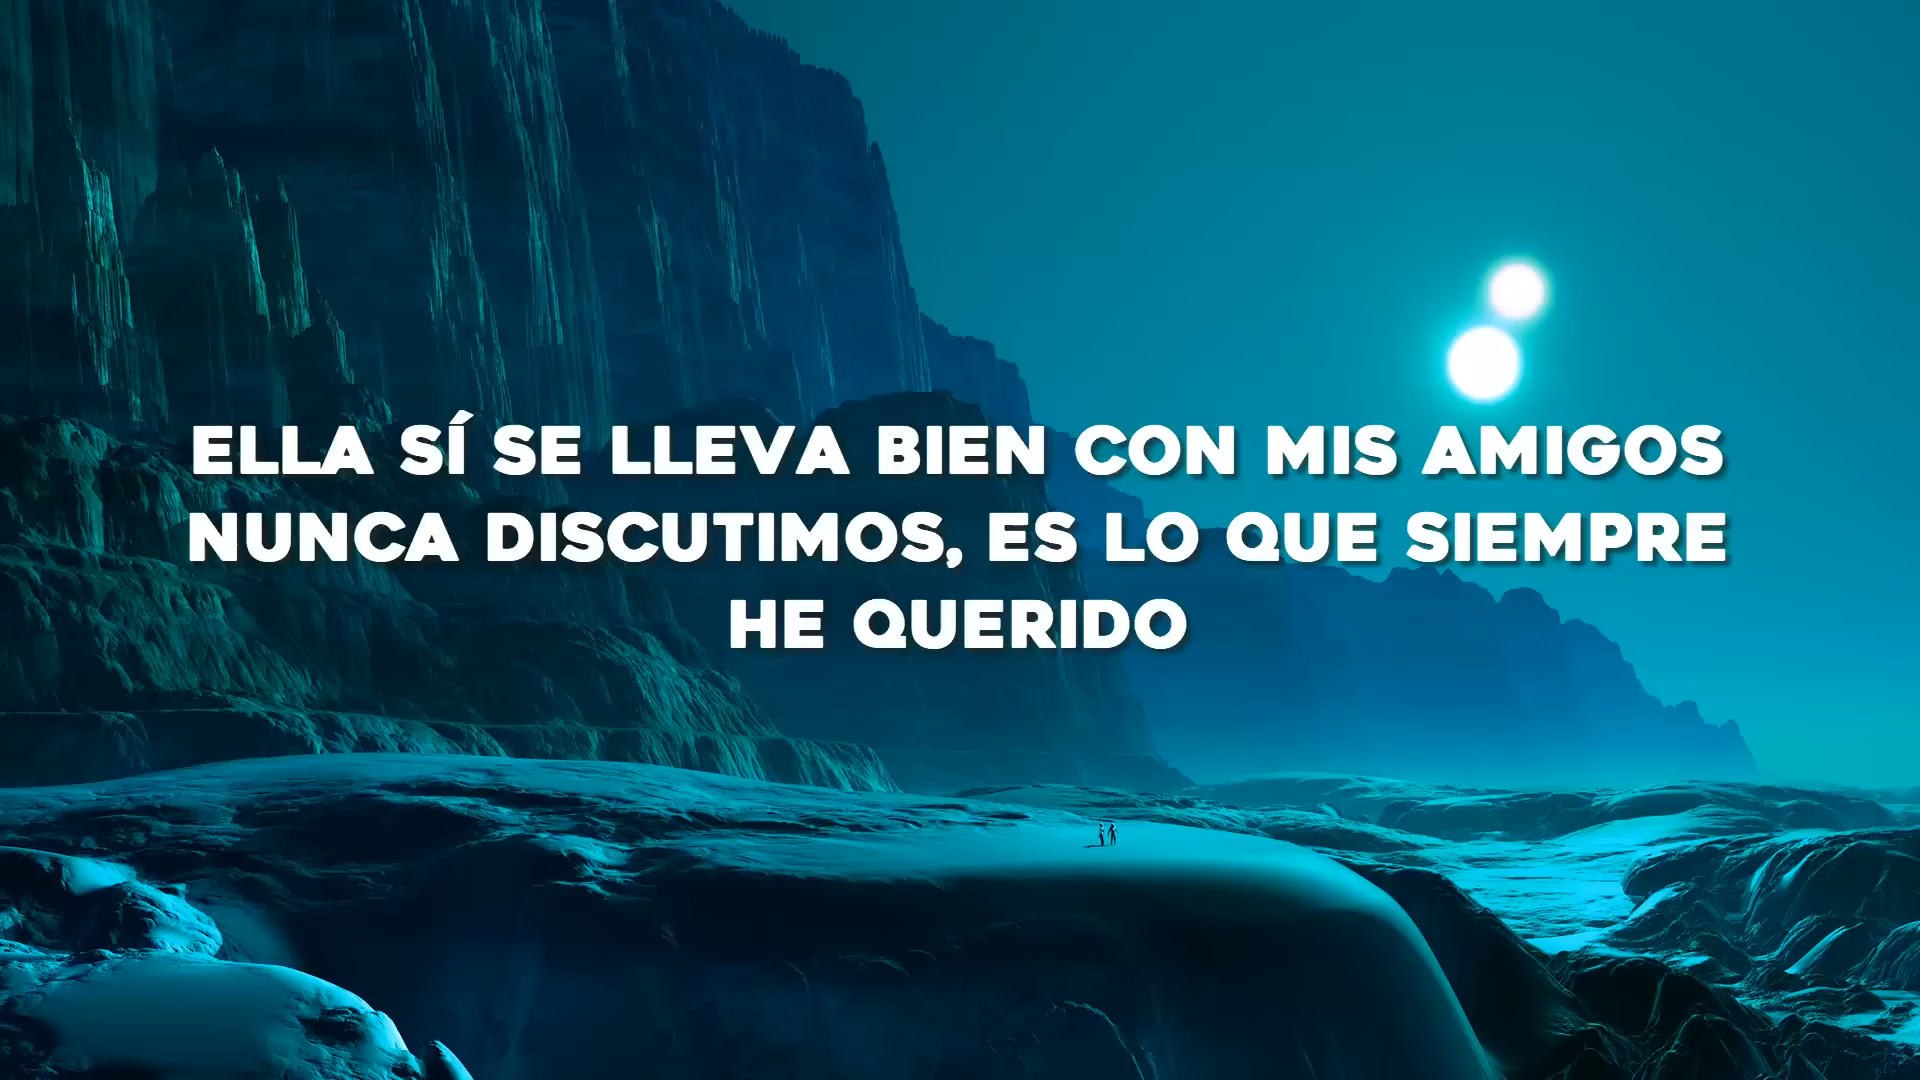 ELLA SÍ SE LLEVA BIEN CON MIS AMIGOS
NUNCA DISCUTIMOS, ES LO QUE SIEMPRE
HE QUERIDO